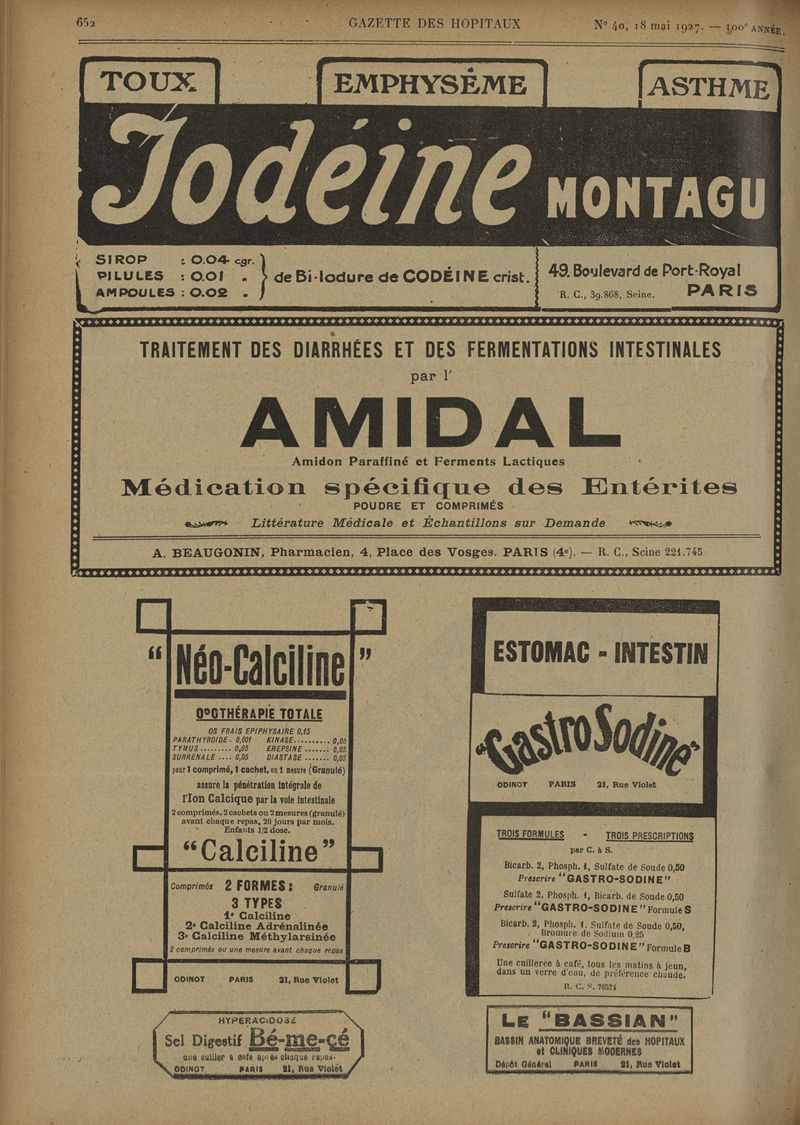 652
GAZETTE DES HOPITAUX
N° 40, 18 mai 1927. — 100e ANNÉE.
TOUX
EMPHYSÊME
ASTHME
Iodéine MONTAGU
SIROP : 0.04 cgr.
PILULES : 0.01 "
AMPOULES : 0.02 "
de Bi-Iodure de CODÉINE crist.
49, Boulevard de Port-Royal
R. C., 39.868, Seine. PARIS
TRAITEMENT DES DIARRHÉES ET DES FERMENTATIONS INTESTINALES
par l'
AMIDAL
Amidon Paraffiné et Ferments Lactiques
Médication spécifique des Entérites
POUDRE ET COMPRIMÉS
Littérature Médicale et Échantillons sur Demande
A. BEAUGONIN, Pharmacien, 4, Place des Vosges. PARIS (4e). — R. C., Seine 221.745
"Néo-Calciline"
OPOTHÉRAPIE TOTALE
OS FRAIS EPIPHYSAIRE 0,15
PARATHYROIDE. 0,001 KINASE.......... 0,05
TYMUS......... 0,05 EREPSINE ....... 0,05
SURRENALE .... 0,05 DIASTASE ....... 0,05
pour 1 comprimé, 1 cachet, ou 1 mesure (Granulé)
assure la pénétration intégrale de
l'Ion Calcique par la voie intestinale
2 comprimés, 2 cachets ou 2 mesures (granulé)
avant chaque repas, 20 jours par mois.
Enfants 1/2 dose.
"Calciline"
Comprimés 2 FORMES: Granulé
3 TYPES
1° Calciline
2° Calciline Adrénalinée
3° Calciline Méthylarsinée
2 comprimés ou une mesure avant chaque repas
ODINOT PARIS 21, Rue Violet
HYPERACIDOSE
Sel Digestif Bé-me-cé
une cuiller à café après chaque repas.
ODINOT PARIS 21, Rue Violet
ESTOMAC - INTESTIN
"Gastro Sodine"
ODINOT PARIS 21, Rue Violet
TROIS FORMULES - TROIS PRESCRIPTIONS
par C. à S.
Bicarb. 2, Phosph. 1, Sulfate de Soude 0,50
Prescrire "GASTRO-SODINE"
Sulfate 2, Phosph. 1, Bicarb. de Soude 0,50
Prescrire "GASTRO-SODINE" Formule S
Bicarb. 2, Phosph. 1, Sulfate de Soude 0,50,
Bromure de Sodium 0,25
Prescrire "GASTRO-SODINE" Formule B
Une cuillerée à café, tous les matins à jeun,
dans un verre d'eau, de préférence chaude.
R. C. S. 76524
LE "BASSIAN"
BASSIN ANATOMIQUE BREVETÉ des HOPITAUX
et CLINIQUES MODERNES
Dépôt Général PARIS 21, Rue Violet